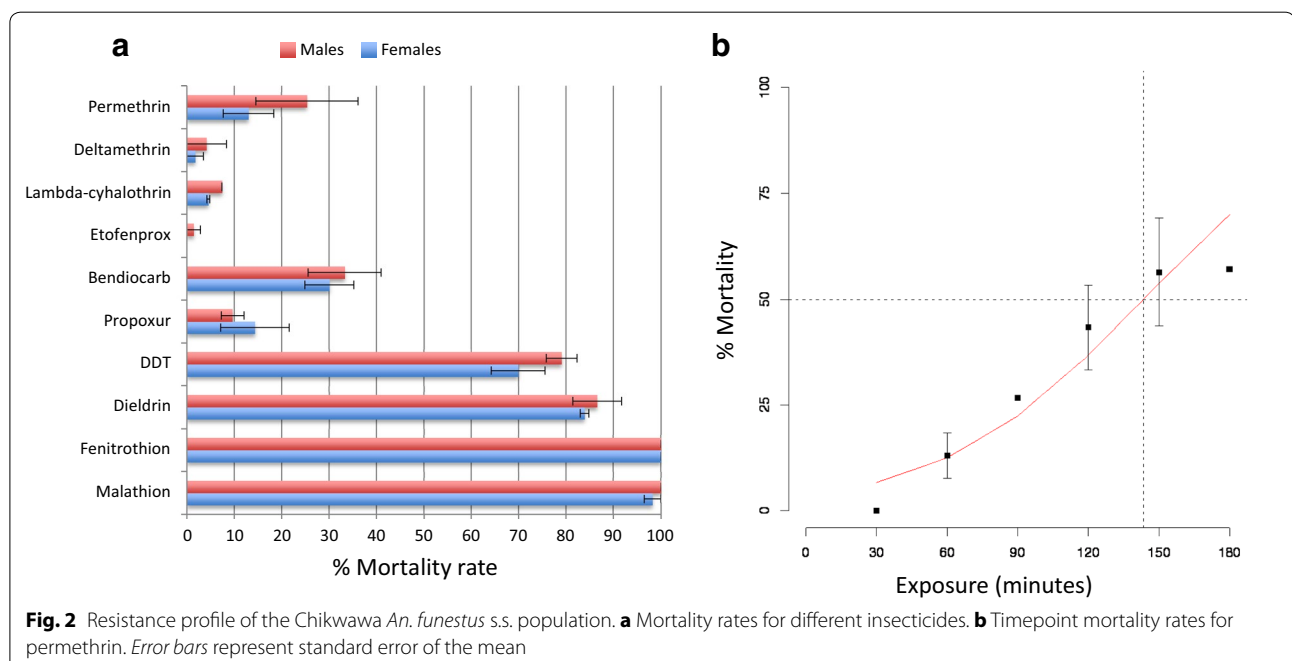 a
Males Females
Permethrin
Deltamethrin
Lambda-cyhalothrin
Etofenprox
Bendiocarb
Propoxur
DDT
Dieldrin
Fenitrothion
Malathion
0 10 20 30 40 50 60 70 80 90 100
% Mortality rate
b
100
75
50
25
0
% Mortality
0 30 60 90 120 150 180
Exposure (minutes)
Fig. 2 Resistance profile of the Chikwawa An. funestus s.s. population. a Mortality rates for different insecticides. b Timepoint mortality rates for
permethrin. Error bars represent standard error of the mean